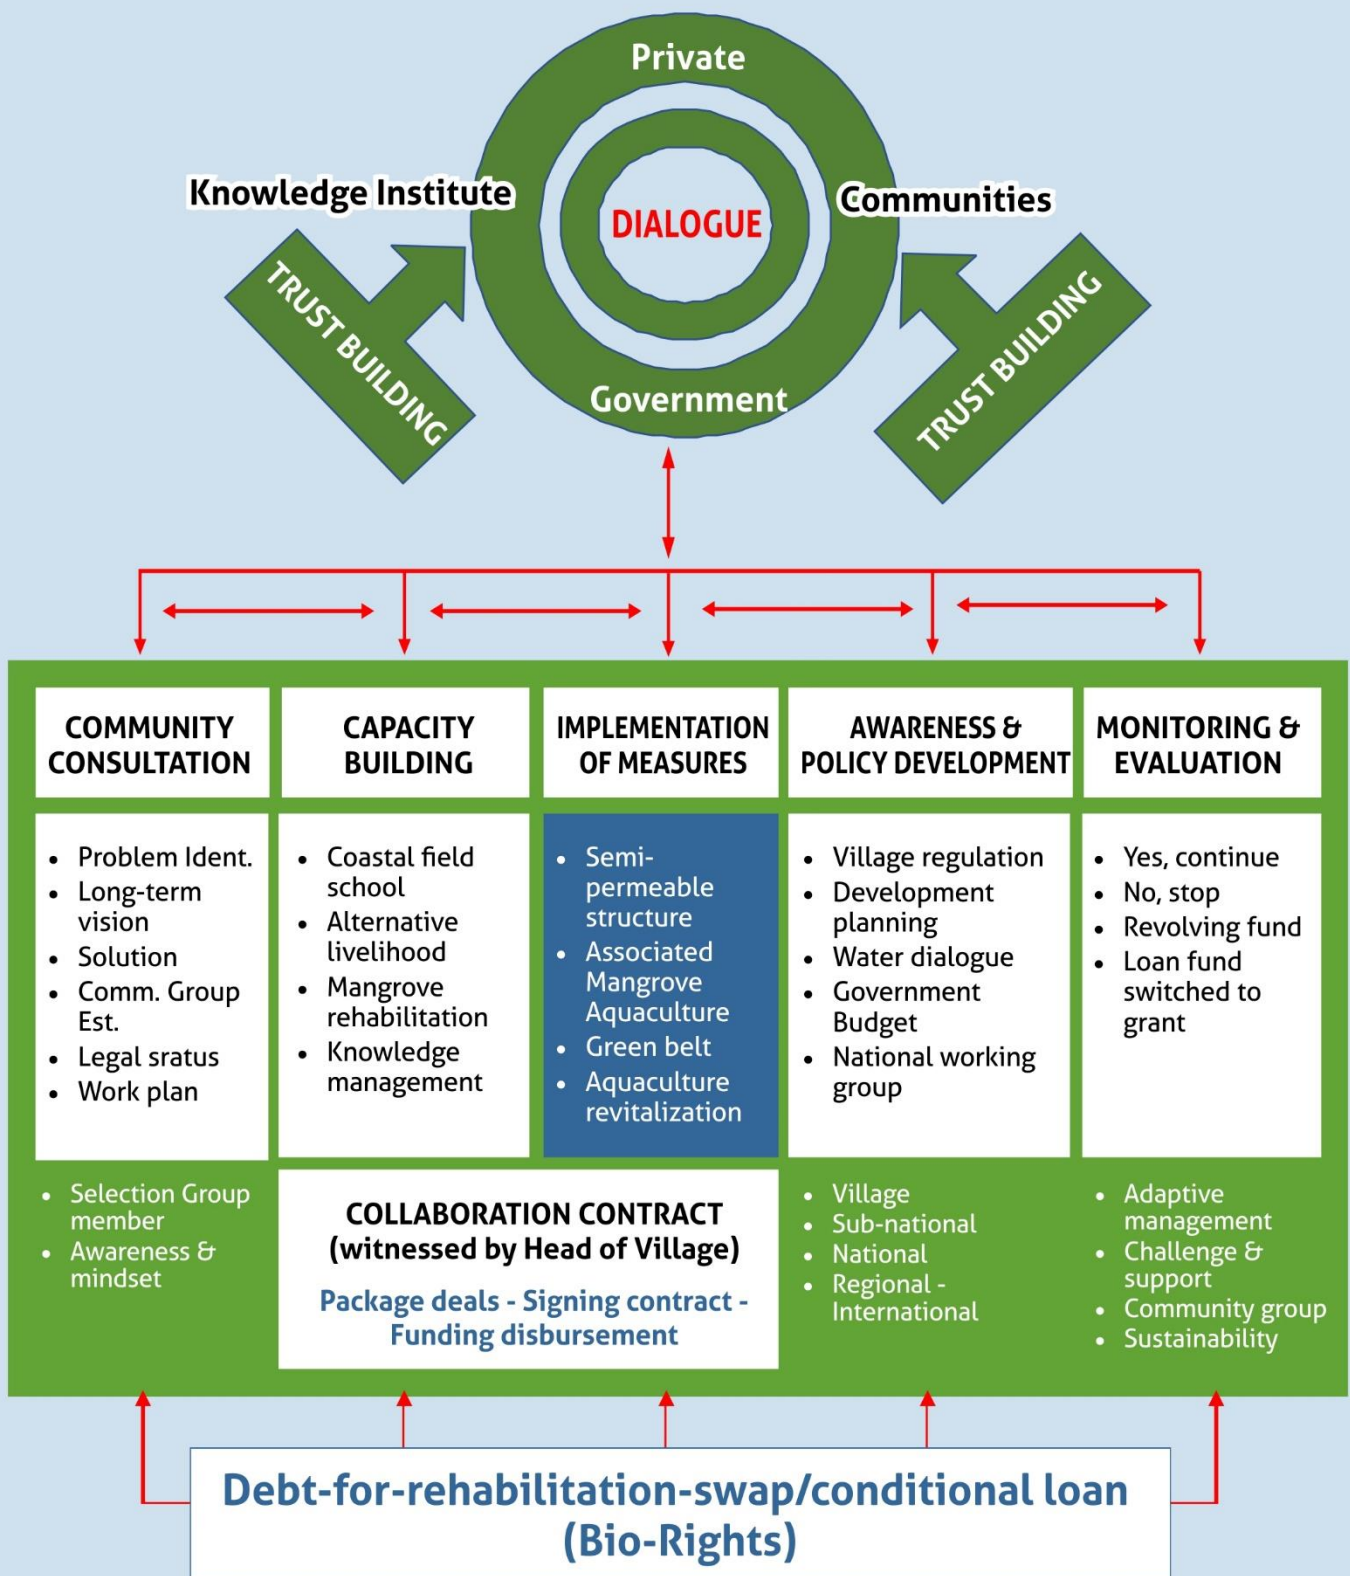 Private
Knowledge Institute
Communities
DIALOGUE
TRUST BUILDING
TRUST BUILDING
Government
COMMUNITY
CONSULTATION
CAPACITY
BUILDING
IMPLEMENTATION
OF MEASURES
AWARENESS &
POLICY DEVELOPMENT
MONITORING &
EVALUATION
• Problem Ident.
• Long-term
vision
• Solution
• Comm. Group
Est.
• Legal sratus
• Work plan
• Coastal field
school
• Alternative
livelihood
• Mangrove
rehabilitation
• Knowledge
management
• Semi-
permeable
structure
• Associated
Mangrove
Aquaculture
• Green belt
• Aquaculture
revitalization
• Village regulation
• Development
planning
• Water dialogue
• Government
Budget
• National working
group
• Yes, continue
• No, stop
• Revolving fund
• Loan fund
switched to
grant
• Selection Group
member
• Awareness &
mindset
COLLABORATION CONTRACT
(witnessed by Head of Village)
Package deals - Signing contract -
Funding disbursement
• Village
• Sub-national
• National
• Regional -
International
• Adaptive
management
• Challenge &
support
• Community group
• Sustainability
Debt-for-rehabilitation-swap/conditional loan
(Bio-Rights)